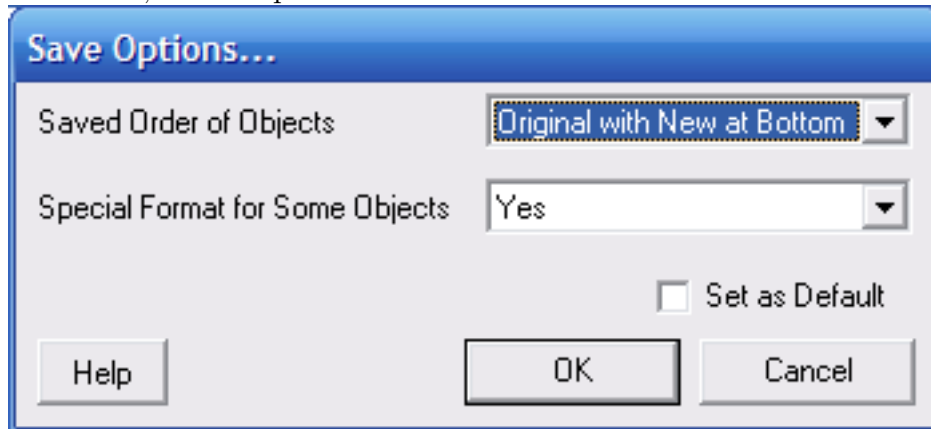 Save Options...
Saved Order of Objects Original with New at Bottom
Special Format for Some Objects Yes
Set as Default
Help OK Cancel